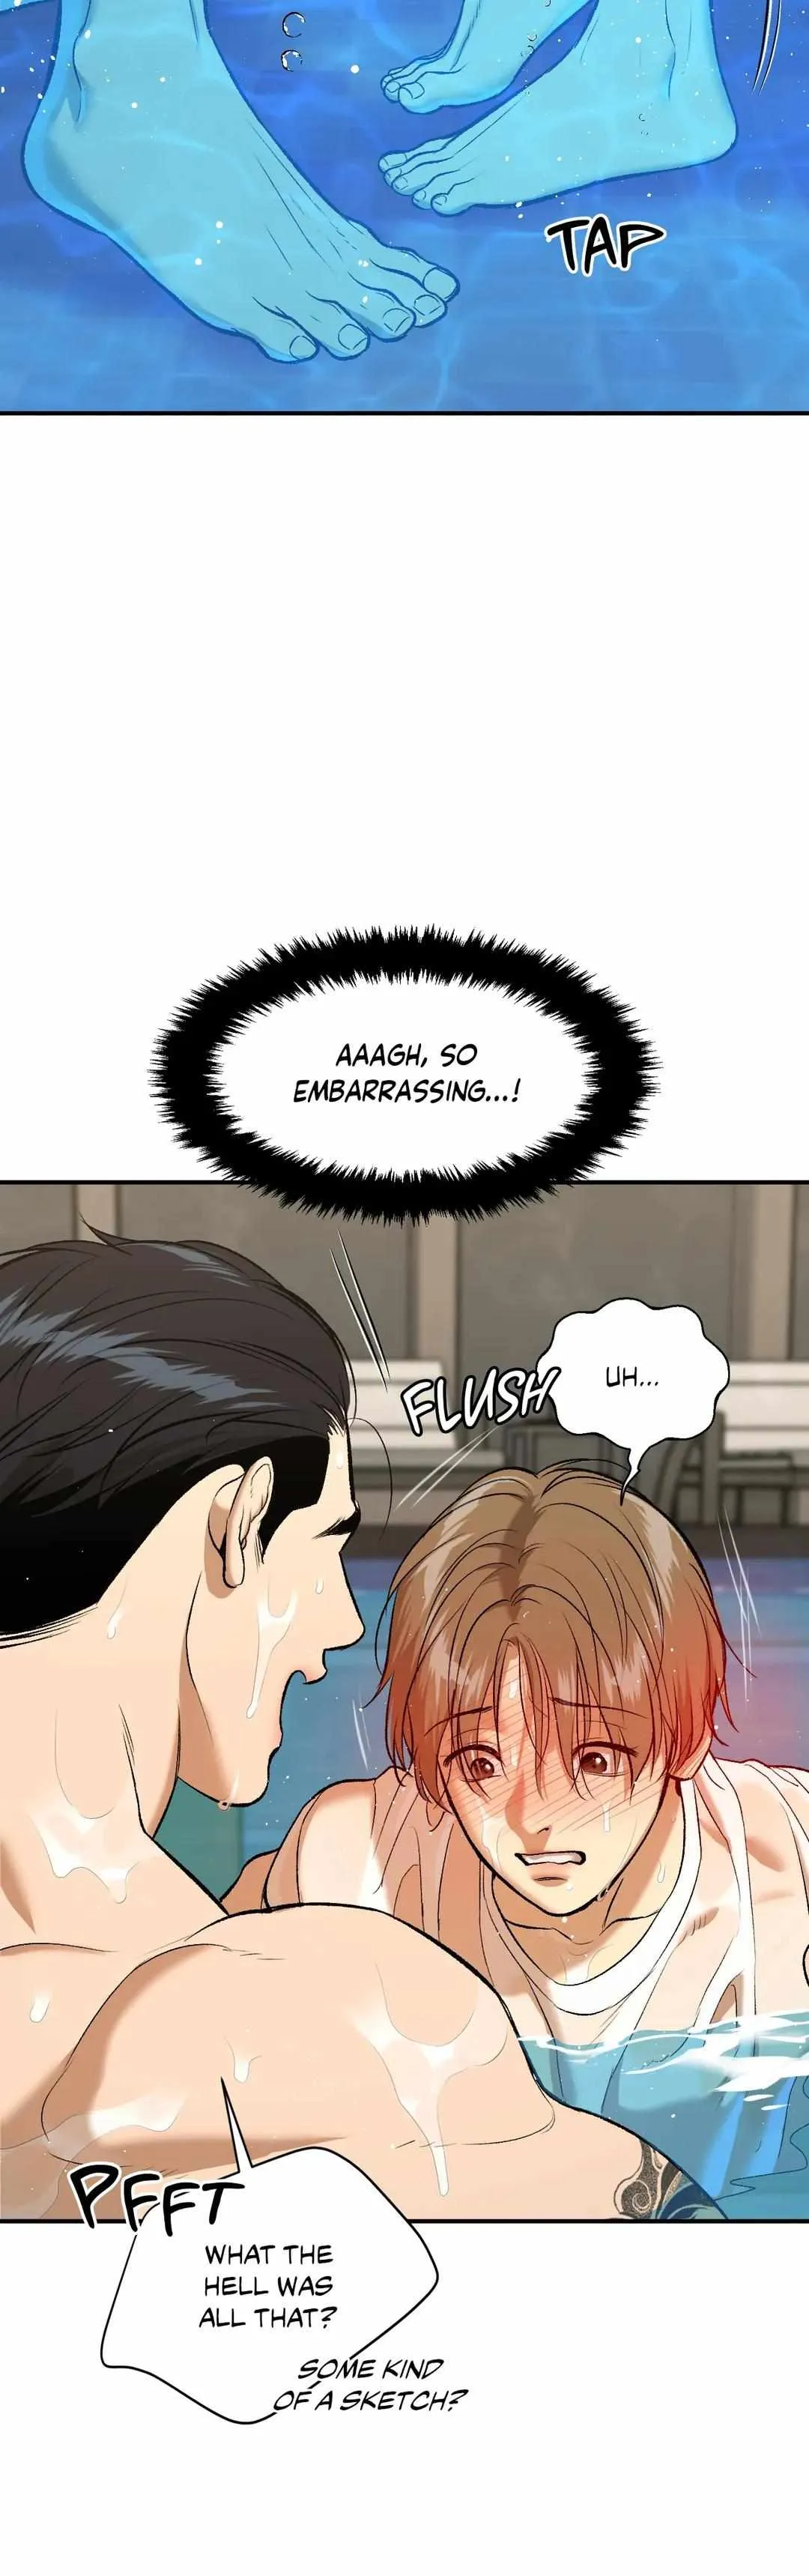 TAP
AAAGH, SO
EMBARRASSING...!
UH...
FLUSH
PFFT
WHAT THE
HELL WAS
ALL THAT?
SOME KIND
OF A SKETCH?